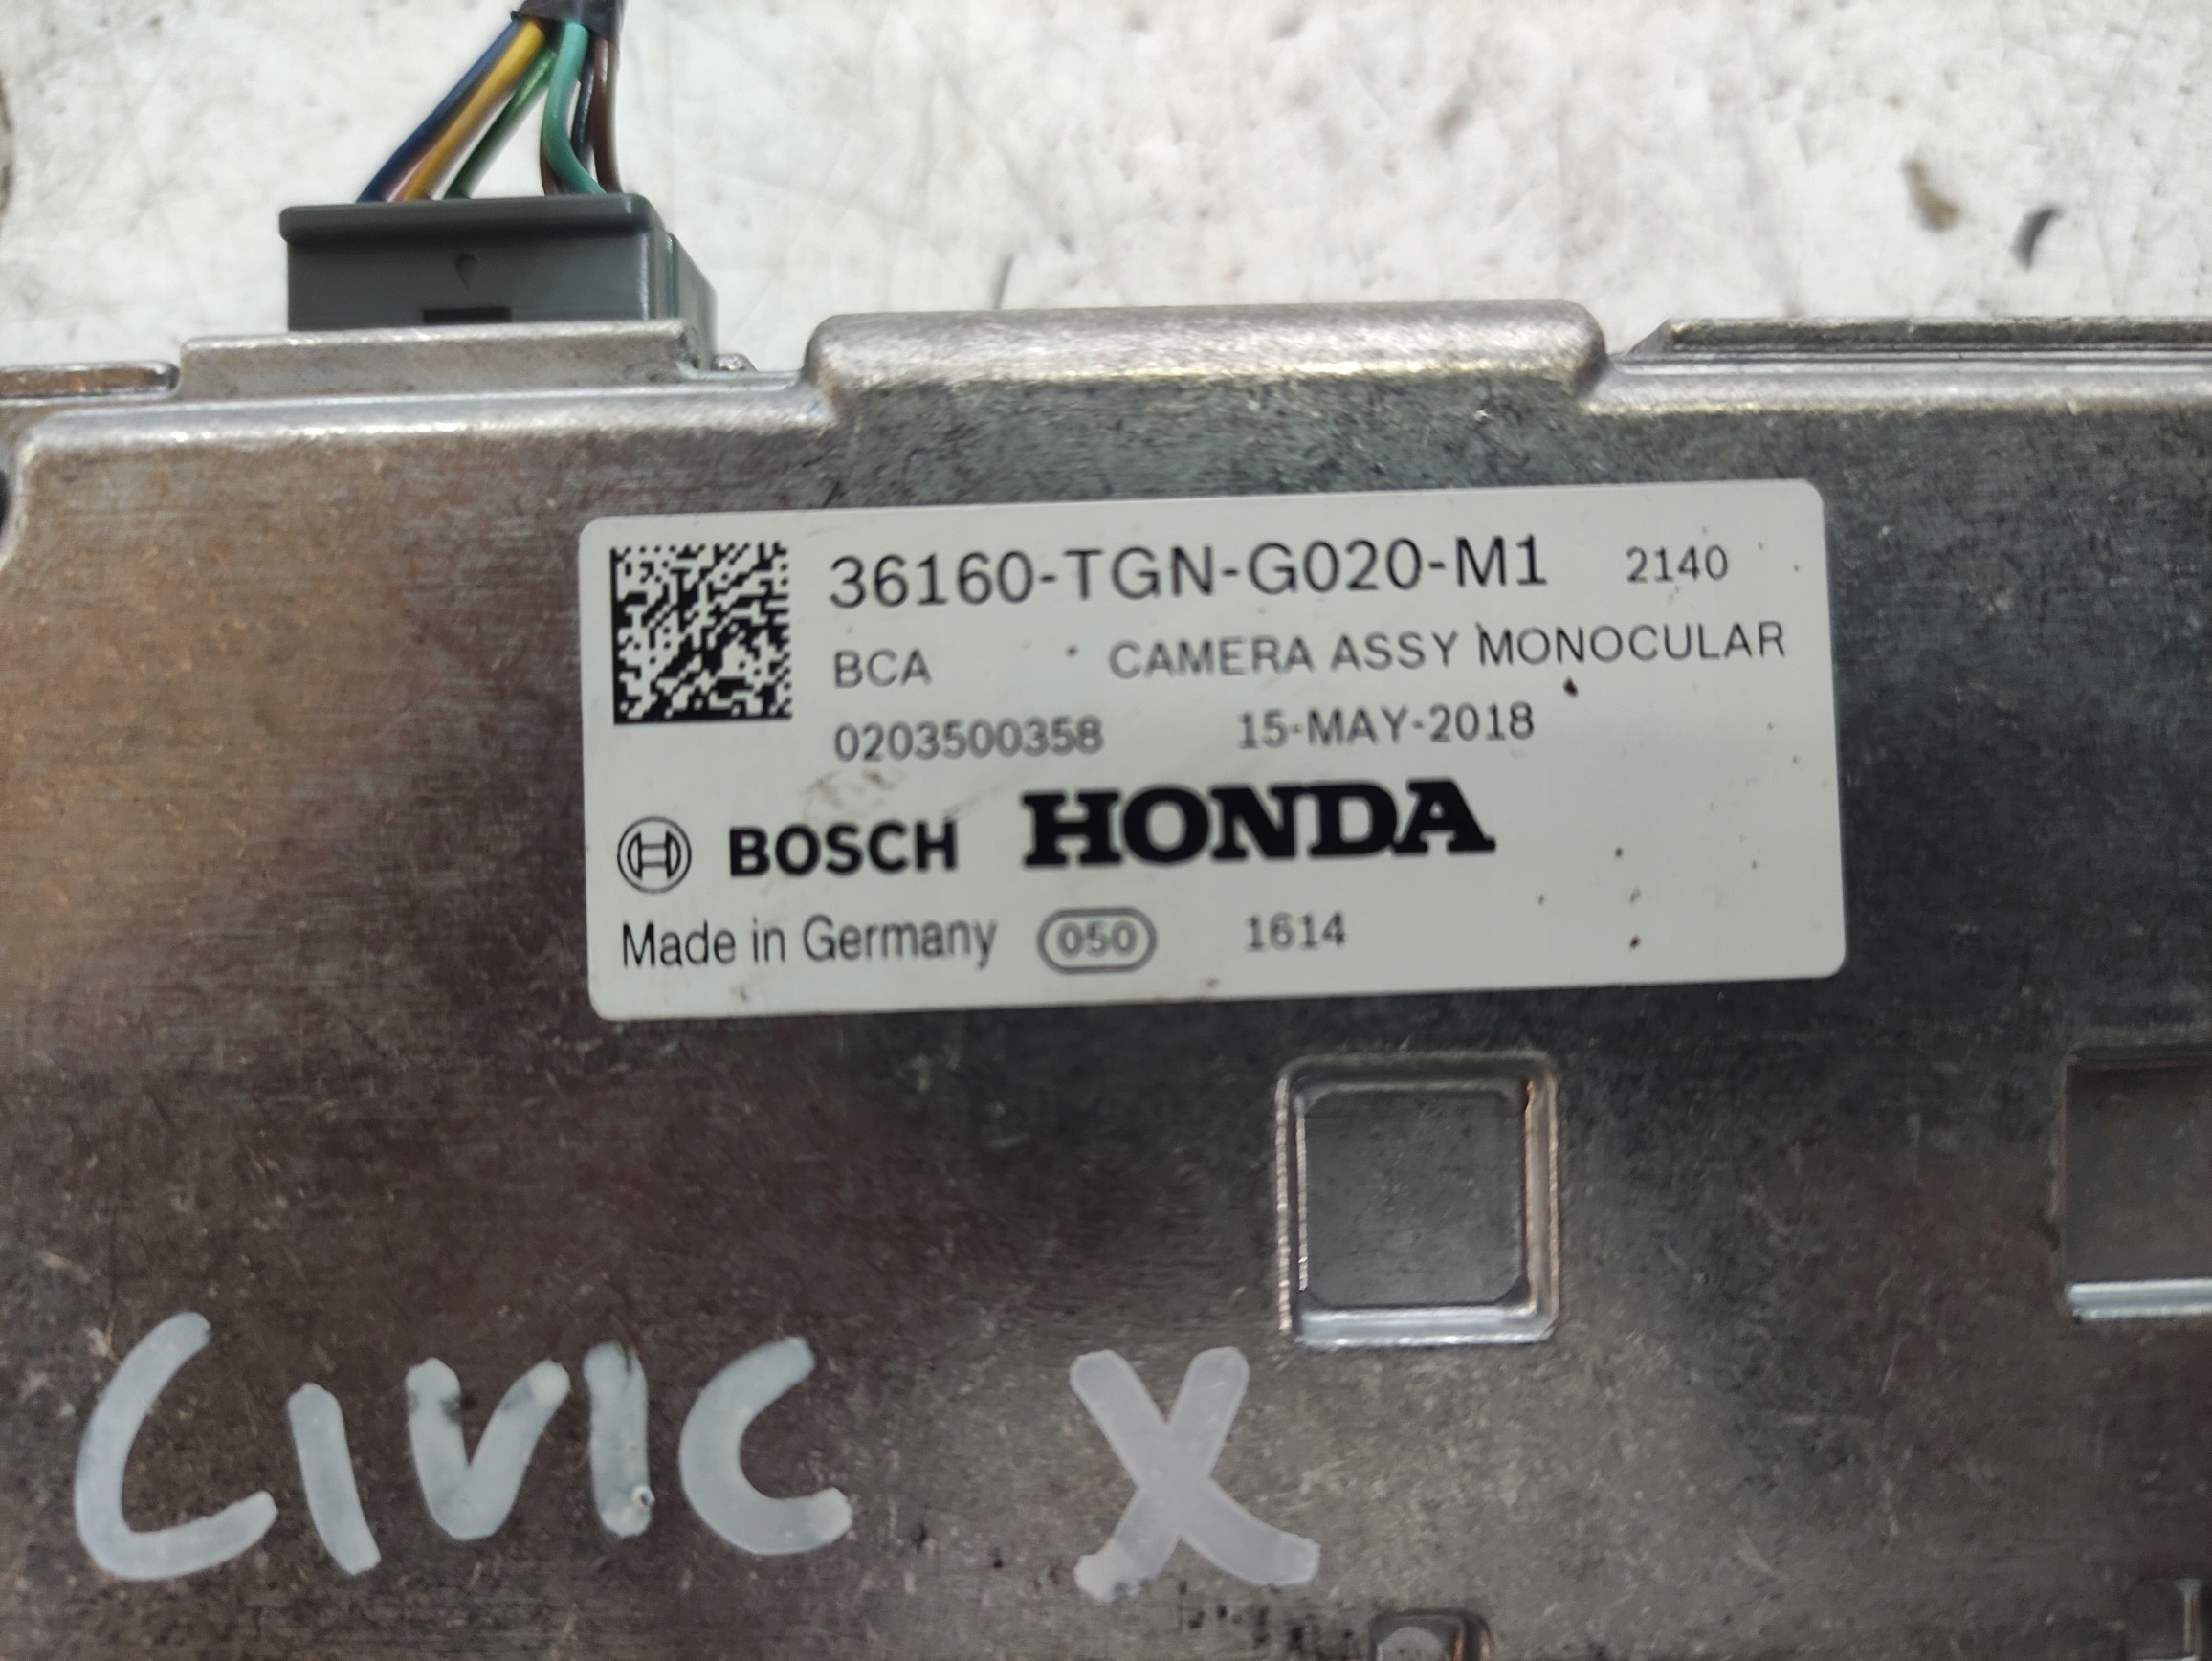 36160-TGN-G020-M1 2140
BCA CAMERA ASSY MONOCULAR
0203500358 15-MAY-2018
BOSCH HONDA
Made in Germany 050 1614
CIVIC X